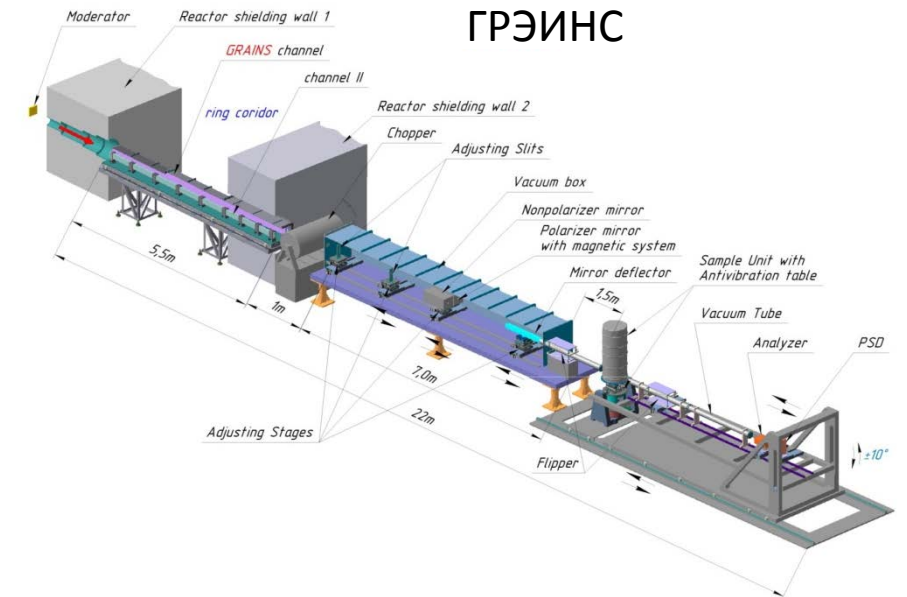 ГРЭИНС
Moderator
Reactor shielding wall 1
GRAINS channel
channel II
ring coridor
Reactor shielding wall 2
Chopper
Adjusting Slits
Vacuum box
Nonpolarizer mirror
Polarizer mirror
with magnetic system
Mirror deflector
Sample Unit with
Antivibration table
1,5m
Vacuum Tube
Analyzer
PSD
5,5m
1m
7,0m
22m
Adjusting Stages
Flipper
±10°